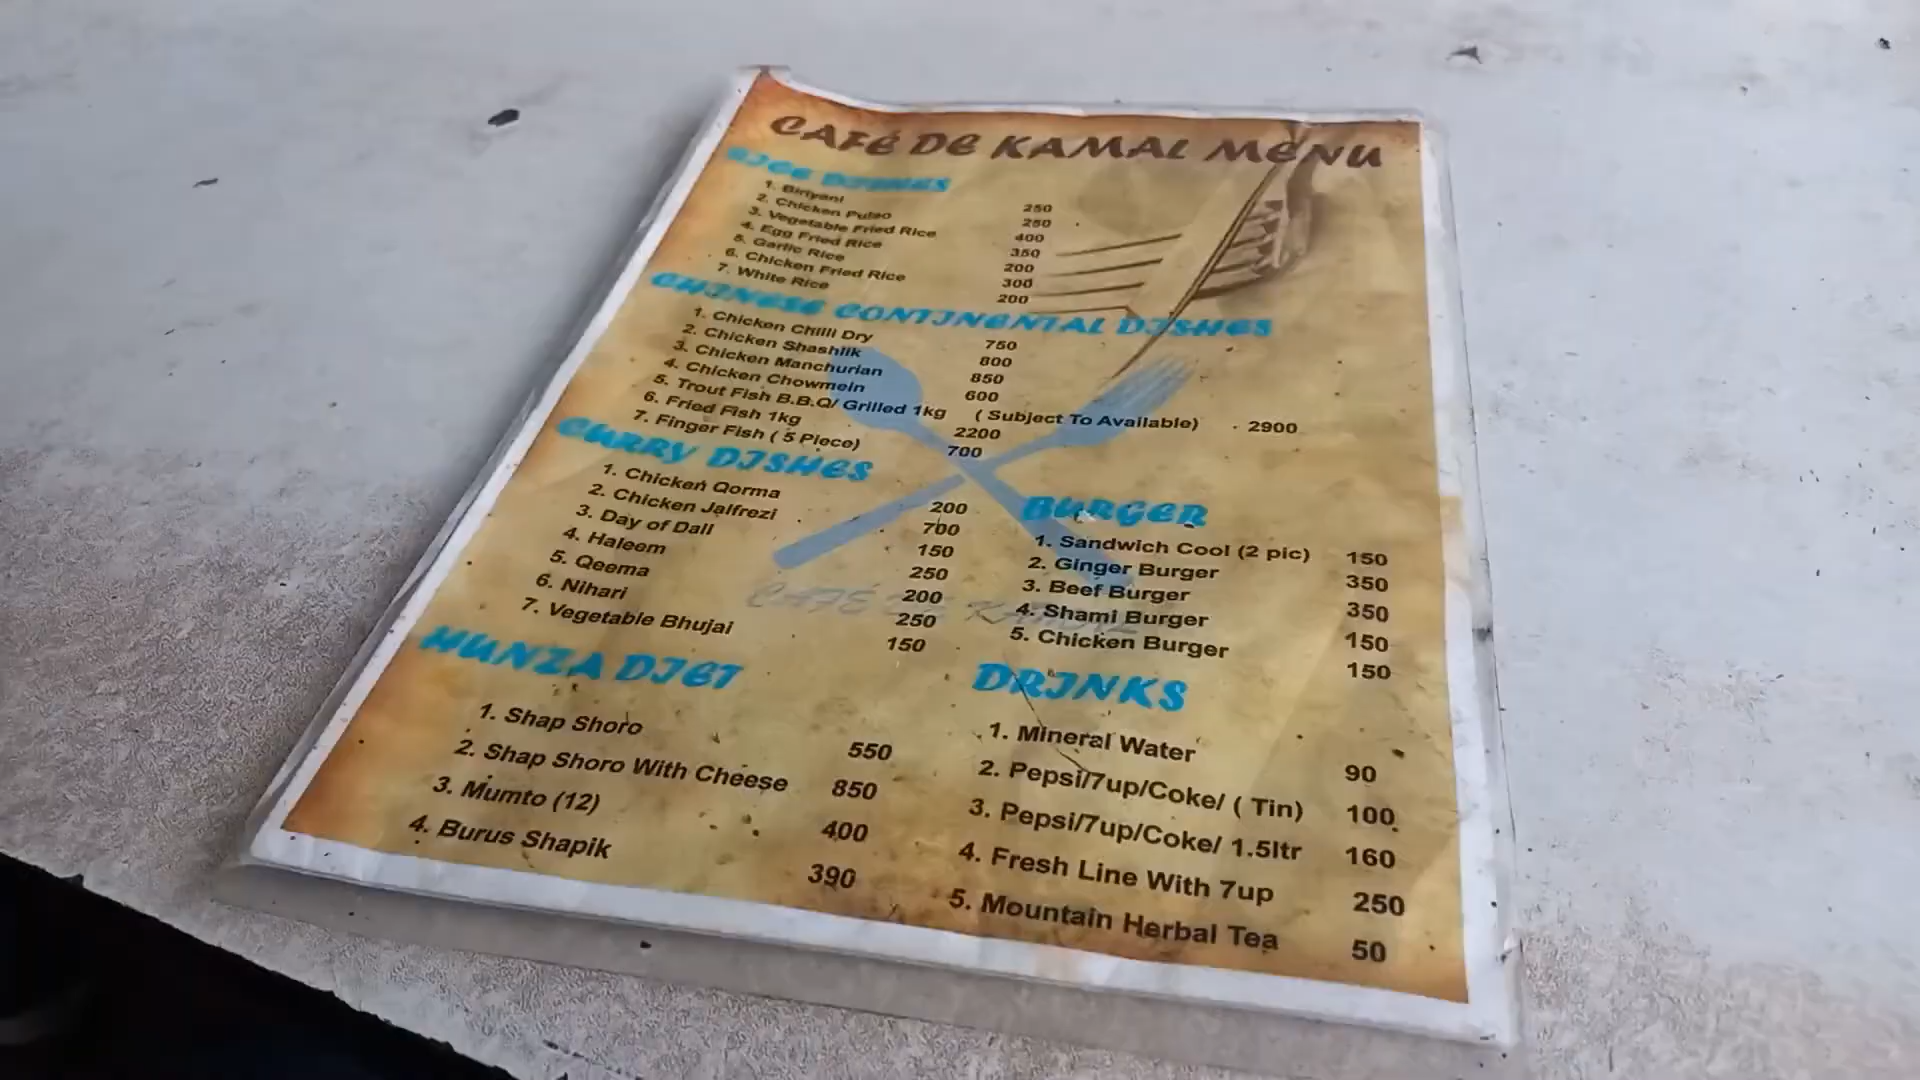 CAFÉ DE KAMAL MENU
RICE DISHES
1. Biriyani 250
2. Chicken Pulao 250
3. Vegetable Fried Rice 400
4. Egg Fried Rice 350
5. Garlic Rice 200
6. Chicken Fried Rice 300
7. White Rice 200
CHINESE CONTINENTAL DISHES
1. Chicken Chilli Dry 750
2. Chicken Shashlik 800
3. Chicken Manchurian 850
4. Chicken Chowmein 600
5. Trout Fish B.B.Q/ Grilled 1kg ( Subject To Available) 2900
6. Fried Fish 1kg 2200
7. Finger Fish ( 5 Piece) 700
CURRY DISHES
1. Chicken Qorma 200
2. Chicken Jalfrezi 700
3. Day of Dall 150
4. Haleem 250
5. Qeema 200
6. Nihari 250
7. Vegetable Bhujai 150
HUNZA DIET
1. Shap Shoro 550
2. Shap Shoro With Cheese 850
3. Mumto (12) 400
4. Burus Shapik 390
BURGER
1. Sandwich Cool (2 pic) 150
2. Ginger Burger 350
3. Beef Burger 350
4. Shami Burger 150
5. Chicken Burger 150
DRINKS
1. Mineral Water 90
2. Pepsi/7up/Coke/ ( Tin) 100
3. Pepsi/7up/Coke/ 1.5ltr 160
4. Fresh Line With 7up 250
5. Mountain Herbal Tea 50
CAFÉ DE KAMAL